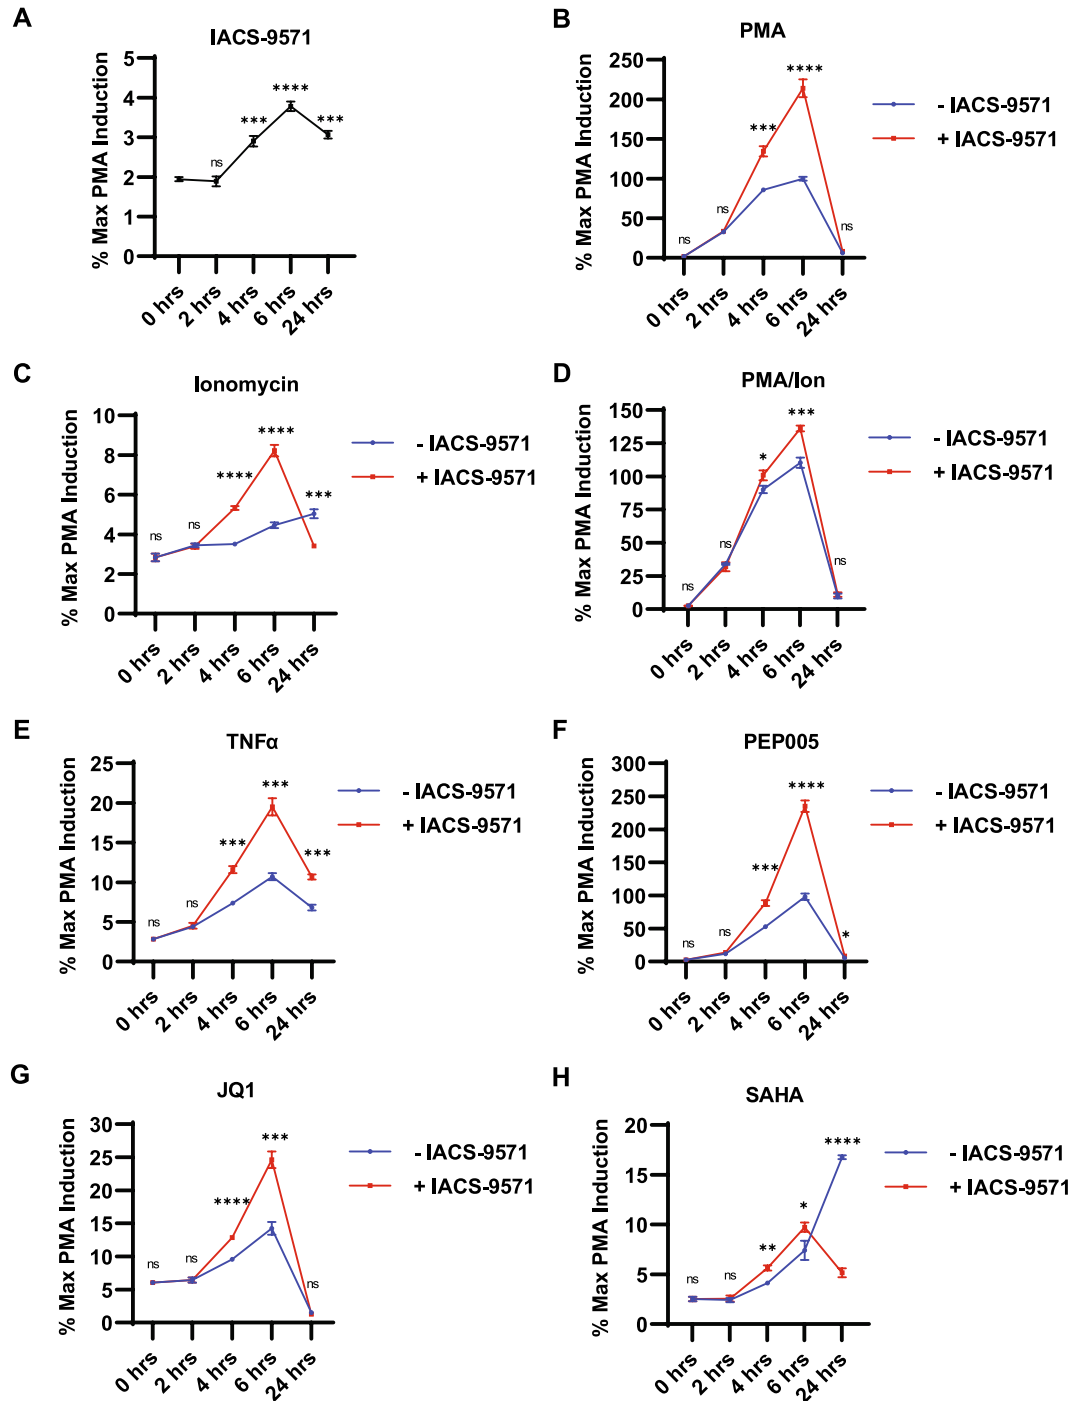 A
IACS-9571
% Max PMA Induction
5
4
3
2
1
0
ns
***
****
***
0 hrs
2 hrs
4 hrs
6 hrs
24 hrs
B
PMA
% Max PMA Induction
250
200
150
100
50
0
ns
ns
***
****
ns
0 hrs
2 hrs
4 hrs
6 hrs
24 hrs
- IACS-9571
+ IACS-9571
C
Ionomycin
% Max PMA Induction
10
8
6
4
2
0
ns
ns
****
****
***
0 hrs
2 hrs
4 hrs
6 hrs
24 hrs
- IACS-9571
+ IACS-9571
D
PMA/Ion
% Max PMA Induction
150
125
100
75
50
25
0
ns
ns
*
***
ns
0 hrs
2 hrs
4 hrs
6 hrs
24 hrs
- IACS-9571
+ IACS-9571
E
TNFα
% Max PMA Induction
25
20
15
10
5
0
ns
ns
***
***
***
0 hrs
2 hrs
4 hrs
6 hrs
24 hrs
- IACS-9571
+ IACS-9571
F
PEP005
% Max PMA Induction
300
250
200
150
100
50
0
ns
ns
***
****
*
0 hrs
2 hrs
4 hrs
6 hrs
24 hrs
- IACS-9571
+ IACS-9571
G
JQ1
% Max PMA Induction
30
25
20
15
10
5
0
ns
ns
****
***
ns
0 hrs
2 hrs
4 hrs
6 hrs
24 hrs
- IACS-9571
+ IACS-9571
H
SAHA
% Max PMA Induction
20
15
10
5
0
ns
ns
**
*
****
0 hrs
2 hrs
4 hrs
6 hrs
24 hrs
- IACS-9571
+ IACS-9571